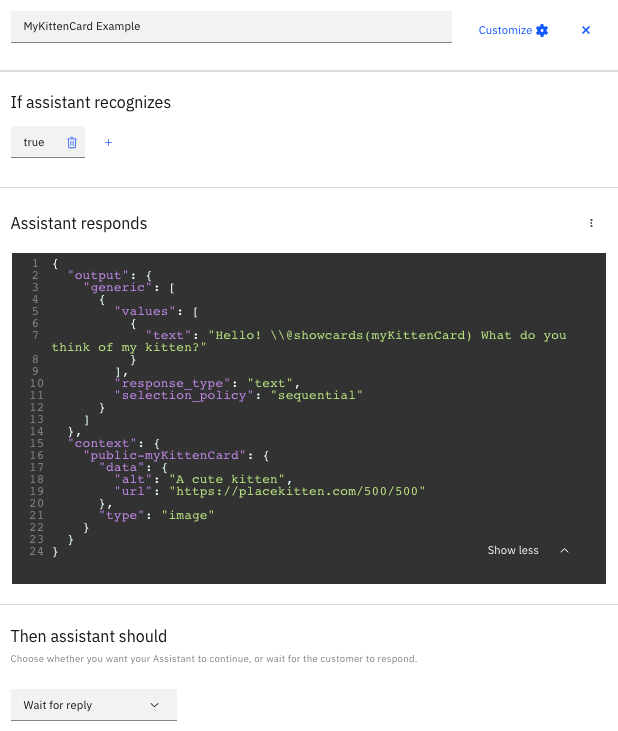 MyKittenCard Example
Customize
If assistant recognizes
true
Assistant responds
1 {
2   "output": {
3     "generic": [
4       {
5         "values": [
6           {
7             "text": "Hello! \\@showcards(myKittenCard) What do you
think of my kitten?"
8           }
9         ],
10         "response_type": "text",
11         "selection_policy": "sequential"
12       }
13     ]
14   },
15   "context": {
16     "public-myKittenCard": {
17       "data": {
18         "alt": "A cute kitten",
19         "url": "https://placekitten.com/500/500"
20       },
21       "type": "image"
22     }
23   }
24 }
Show less
Then assistant should
Choose whether you want your Assistant to continue, or wait for the customer to respond.
Wait for reply